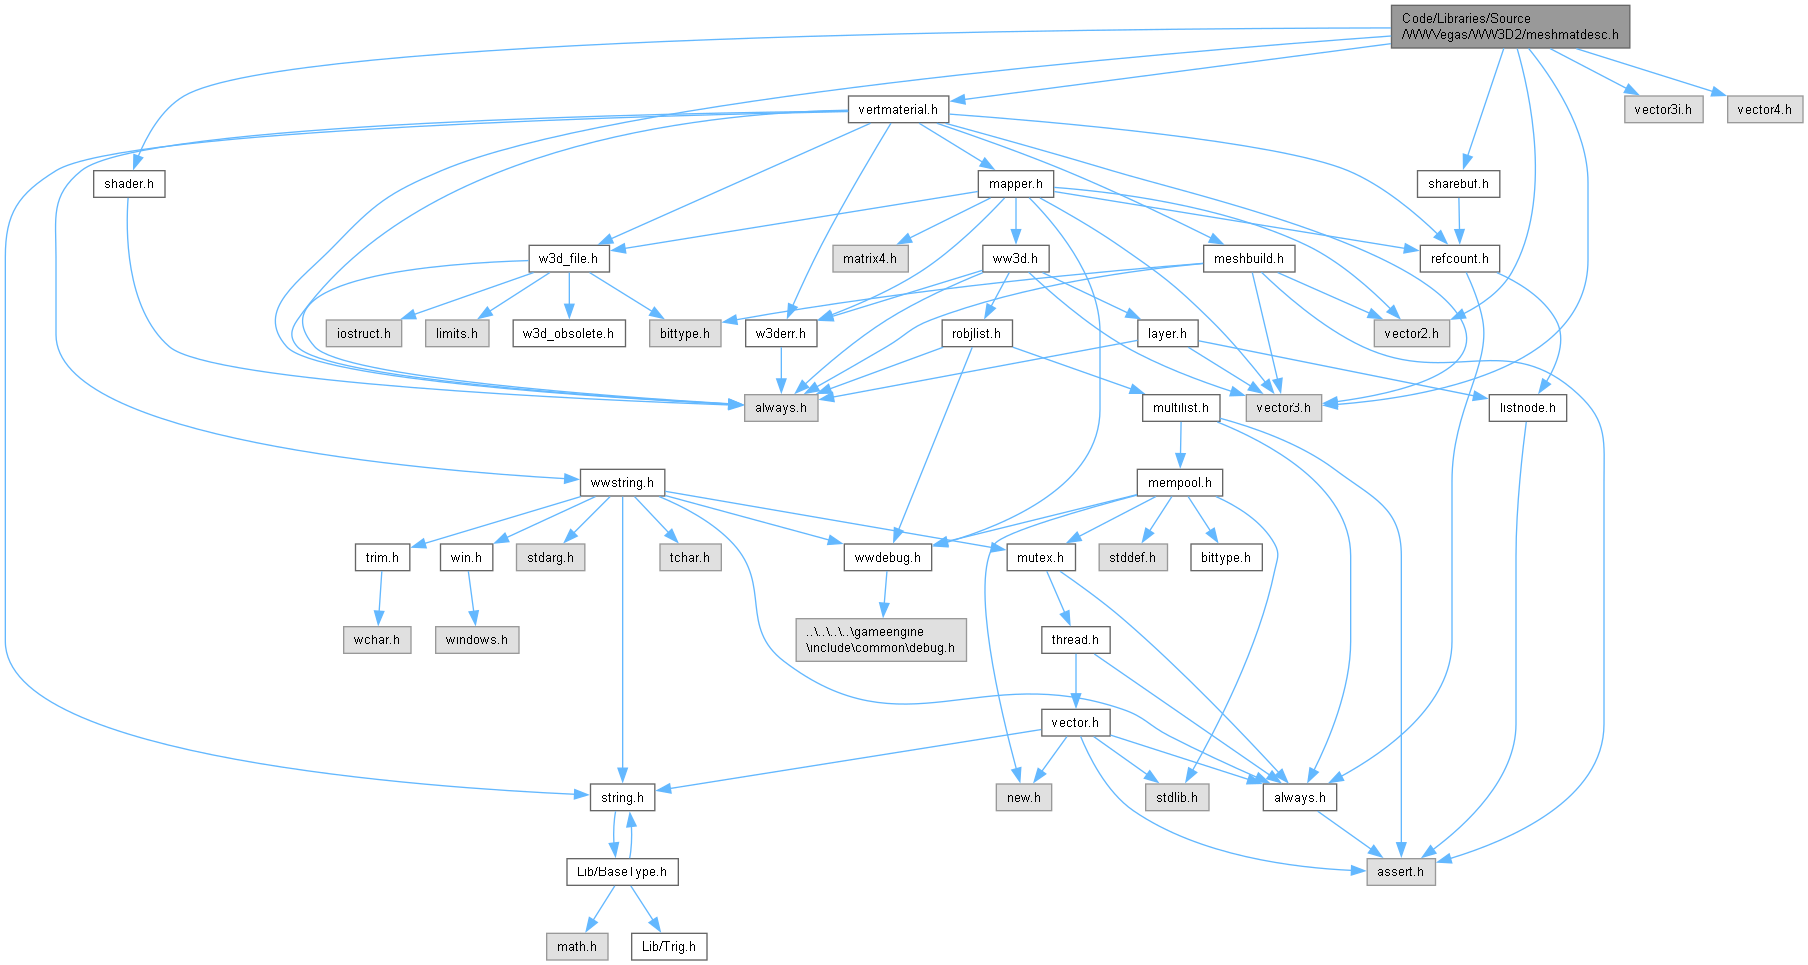 Code/Libraries/Source
/WWVegas/WW3D2/meshmatdesc.h
vertmaterial.h
vector3i.h
vector4.h
shader.h
mapper.h
sharebuf.h
w3d_file.h
matrix4.h
ww3d.h
meshbuild.h
refcount.h
iostruct.h
limits.h
w3d_obsolete.h
bittype.h
w3derr.h
robjlist.h
layer.h
vector2.h
always.h
vector3.h
multilist.h
listnode.h
wwstring.h
mempool.h
trim.h
win.h
stdarg.h
tchar.h
wwdebug.h
mutex.h
stddef.h
bittype.h
wchar.h
windows.h
..\..\..\..\gameengine
\include\common\debug.h
thread.h
vector.h
string.h
new.h
stdlib.h
always.h
Lib/BaseType.h
assert.h
math.h
Lib/Trig.h